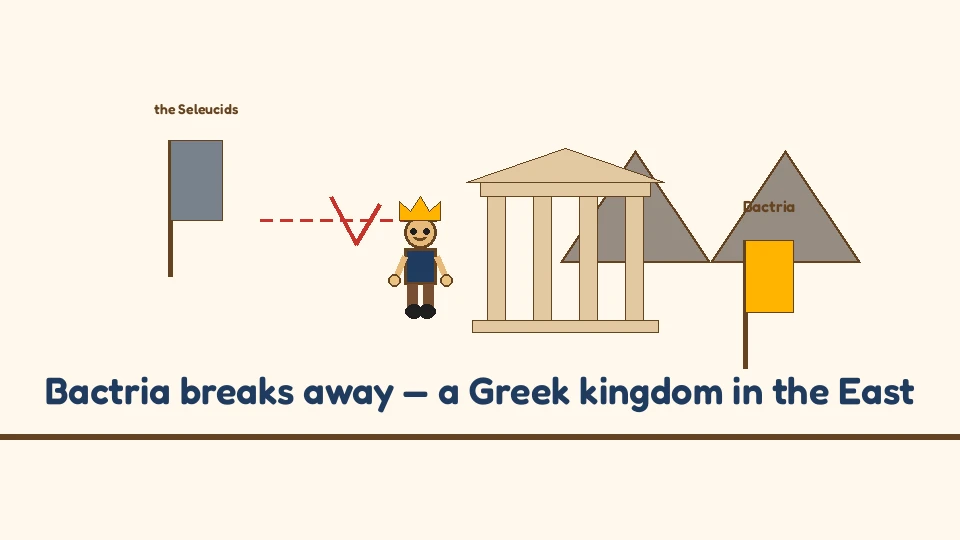 the Seleucids
Bactria
Bactria breaks away — a Greek kingdom in the East